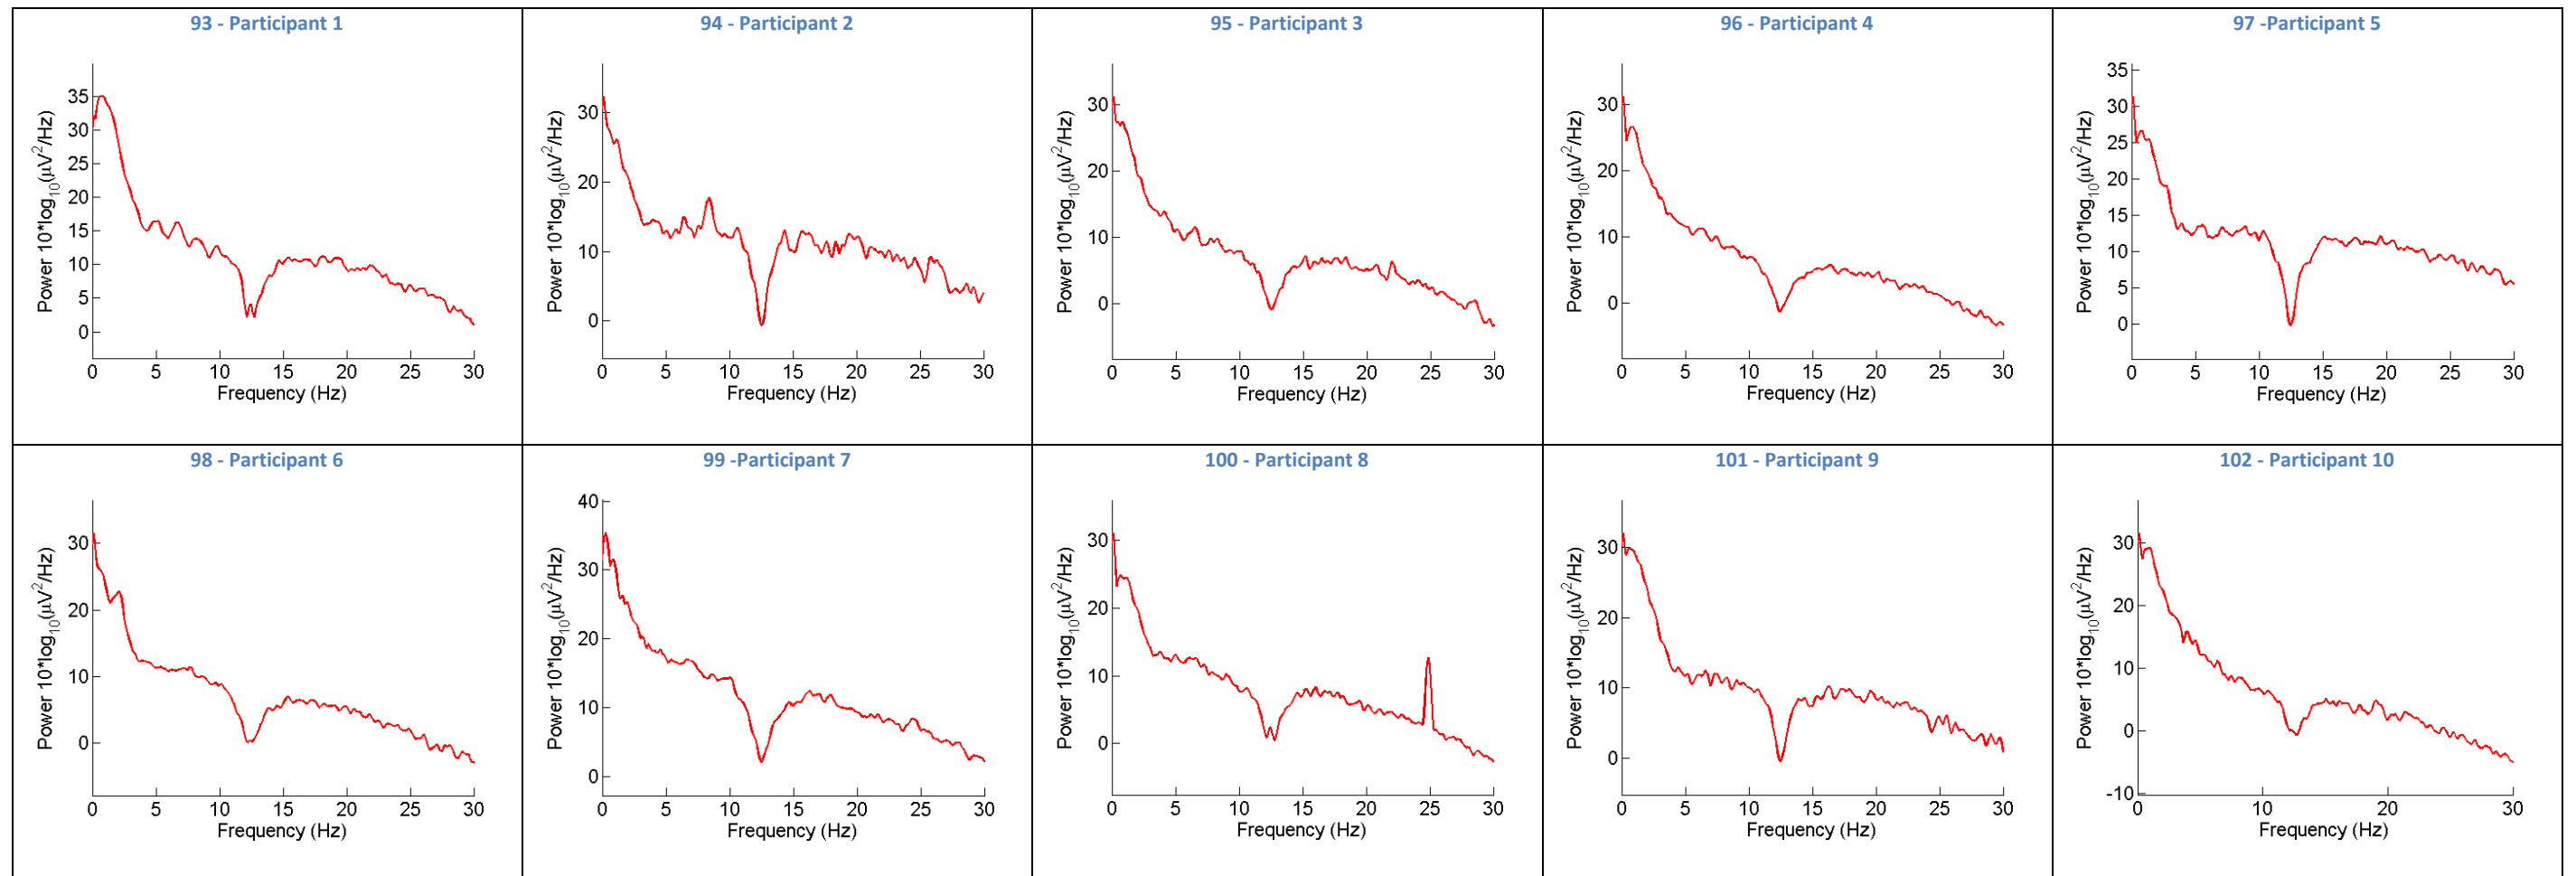 93 - Participant 1
35
30
25
20
15
10
5
0
Power 10*log10(μV2/Hz)
0 5 10 15 20 25 30
Frequency (Hz)
94 - Participant 2
30
20
10
0
Power 10*log10(μV2/Hz)
0 5 10 15 20 25 30
Frequency (Hz)
95 - Participant 3
30
20
10
0
Power 10*log10(μV2/Hz)
0 5 10 15 20 25 30
Frequency (Hz)
96 - Participant 4
30
20
10
0
Power 10*log10(μV2/Hz)
0 5 10 15 20 25 30
Frequency (Hz)
97 -Participant 5
35
30
25
20
15
10
5
0
Power 10*log10(μV2/Hz)
0 5 10 15 20 25 30
Frequency (Hz)
98 - Participant 6
30
20
10
0
Power 10*log10(μV2/Hz)
0 5 10 15 20 25 30
Frequency (Hz)
99 -Participant 7
40
30
20
10
0
Power 10*log10(μV2/Hz)
0 5 10 15 20 25 30
Frequency (Hz)
100 - Participant 8
30
20
10
0
Power 10*log10(μV2/Hz)
0 5 10 15 20 25 30
Frequency (Hz)
101 - Participant 9
30
20
10
0
Power 10*log10(μV2/Hz)
0 5 10 15 20 25 30
Frequency (Hz)
102 - Participant 10
30
20
10
0
-10
Power 10*log10(μV2/Hz)
0 10 20 30
Frequency (Hz)